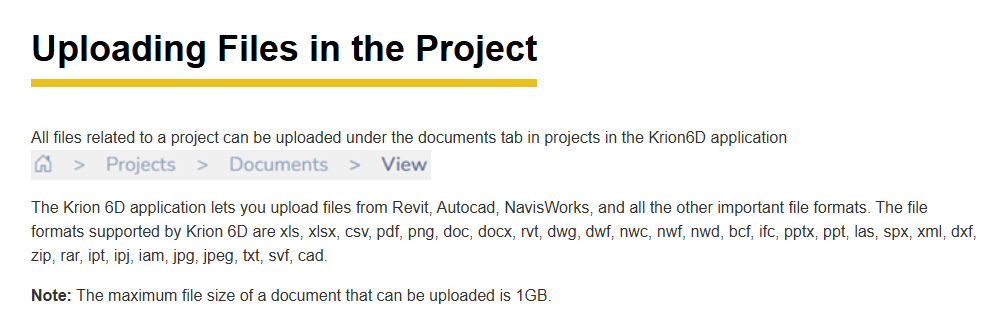 Uploading Files in the Project
All files related to a project can be uploaded under the documents tab in projects in the Krion6D application
> Projects > Documents > View
The Krion 6D application lets you upload files from Revit, Autocad, NavisWorks, and all the other important file formats. The file
formats supported by Krion 6D are xls, xlsx, csv, pdf, png, doc, docx, rvt, dwg, dwf, nwc, nwf, nwd, bcf, ifc, pptx, ppt, las, spx, xml, dxf,
zip, rar, ipt, ipj, iam, jpg, jpeg, txt, svf, cad.
Note: The maximum file size of a document that can be uploaded is 1GB.